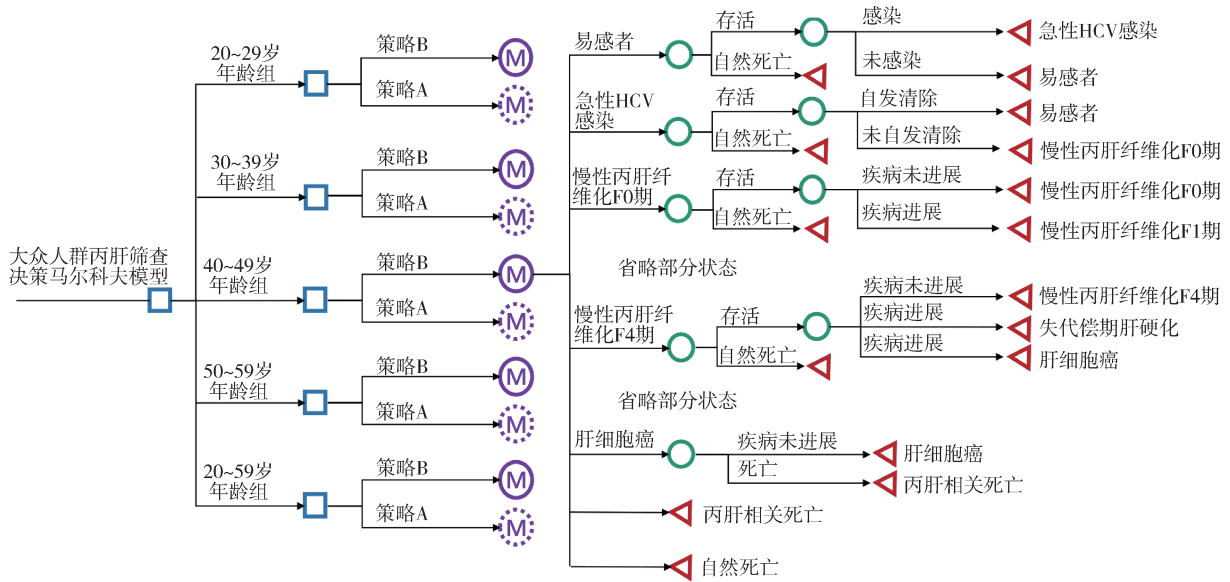 大众人群丙肝筛查
决策马尔科夫模型
20~29岁
年龄组
策略B
M
策略A
M
30~39岁
年龄组
策略B
M
策略A
M
40~49岁
年龄组
策略B
M
策略A
M
50~59岁
年龄组
策略B
M
策略A
M
20~59岁
年龄组
策略B
M
策略A
M
易感者
存活
自然死亡
感染
急性HCV感染
未感染
易感者
急性HCV
感染
存活
自然死亡
自发清除
易感者
未自发清除
慢性丙肝纤维化F0期
慢性丙肝纤
维化F0期
存活
自然死亡
疾病未进展
慢性丙肝纤维化F0期
疾病进展
慢性丙肝纤维化F1期
省略部分状态
慢性丙肝纤
维化F4期
存活
自然死亡
疾病未进展
慢性丙肝纤维化F4期
疾病进展
失代偿期肝硬化
疾病进展
肝细胞癌
省略部分状态
肝细胞癌
疾病未进展
肝细胞癌
死亡
丙肝相关死亡
丙肝相关死亡
自然死亡